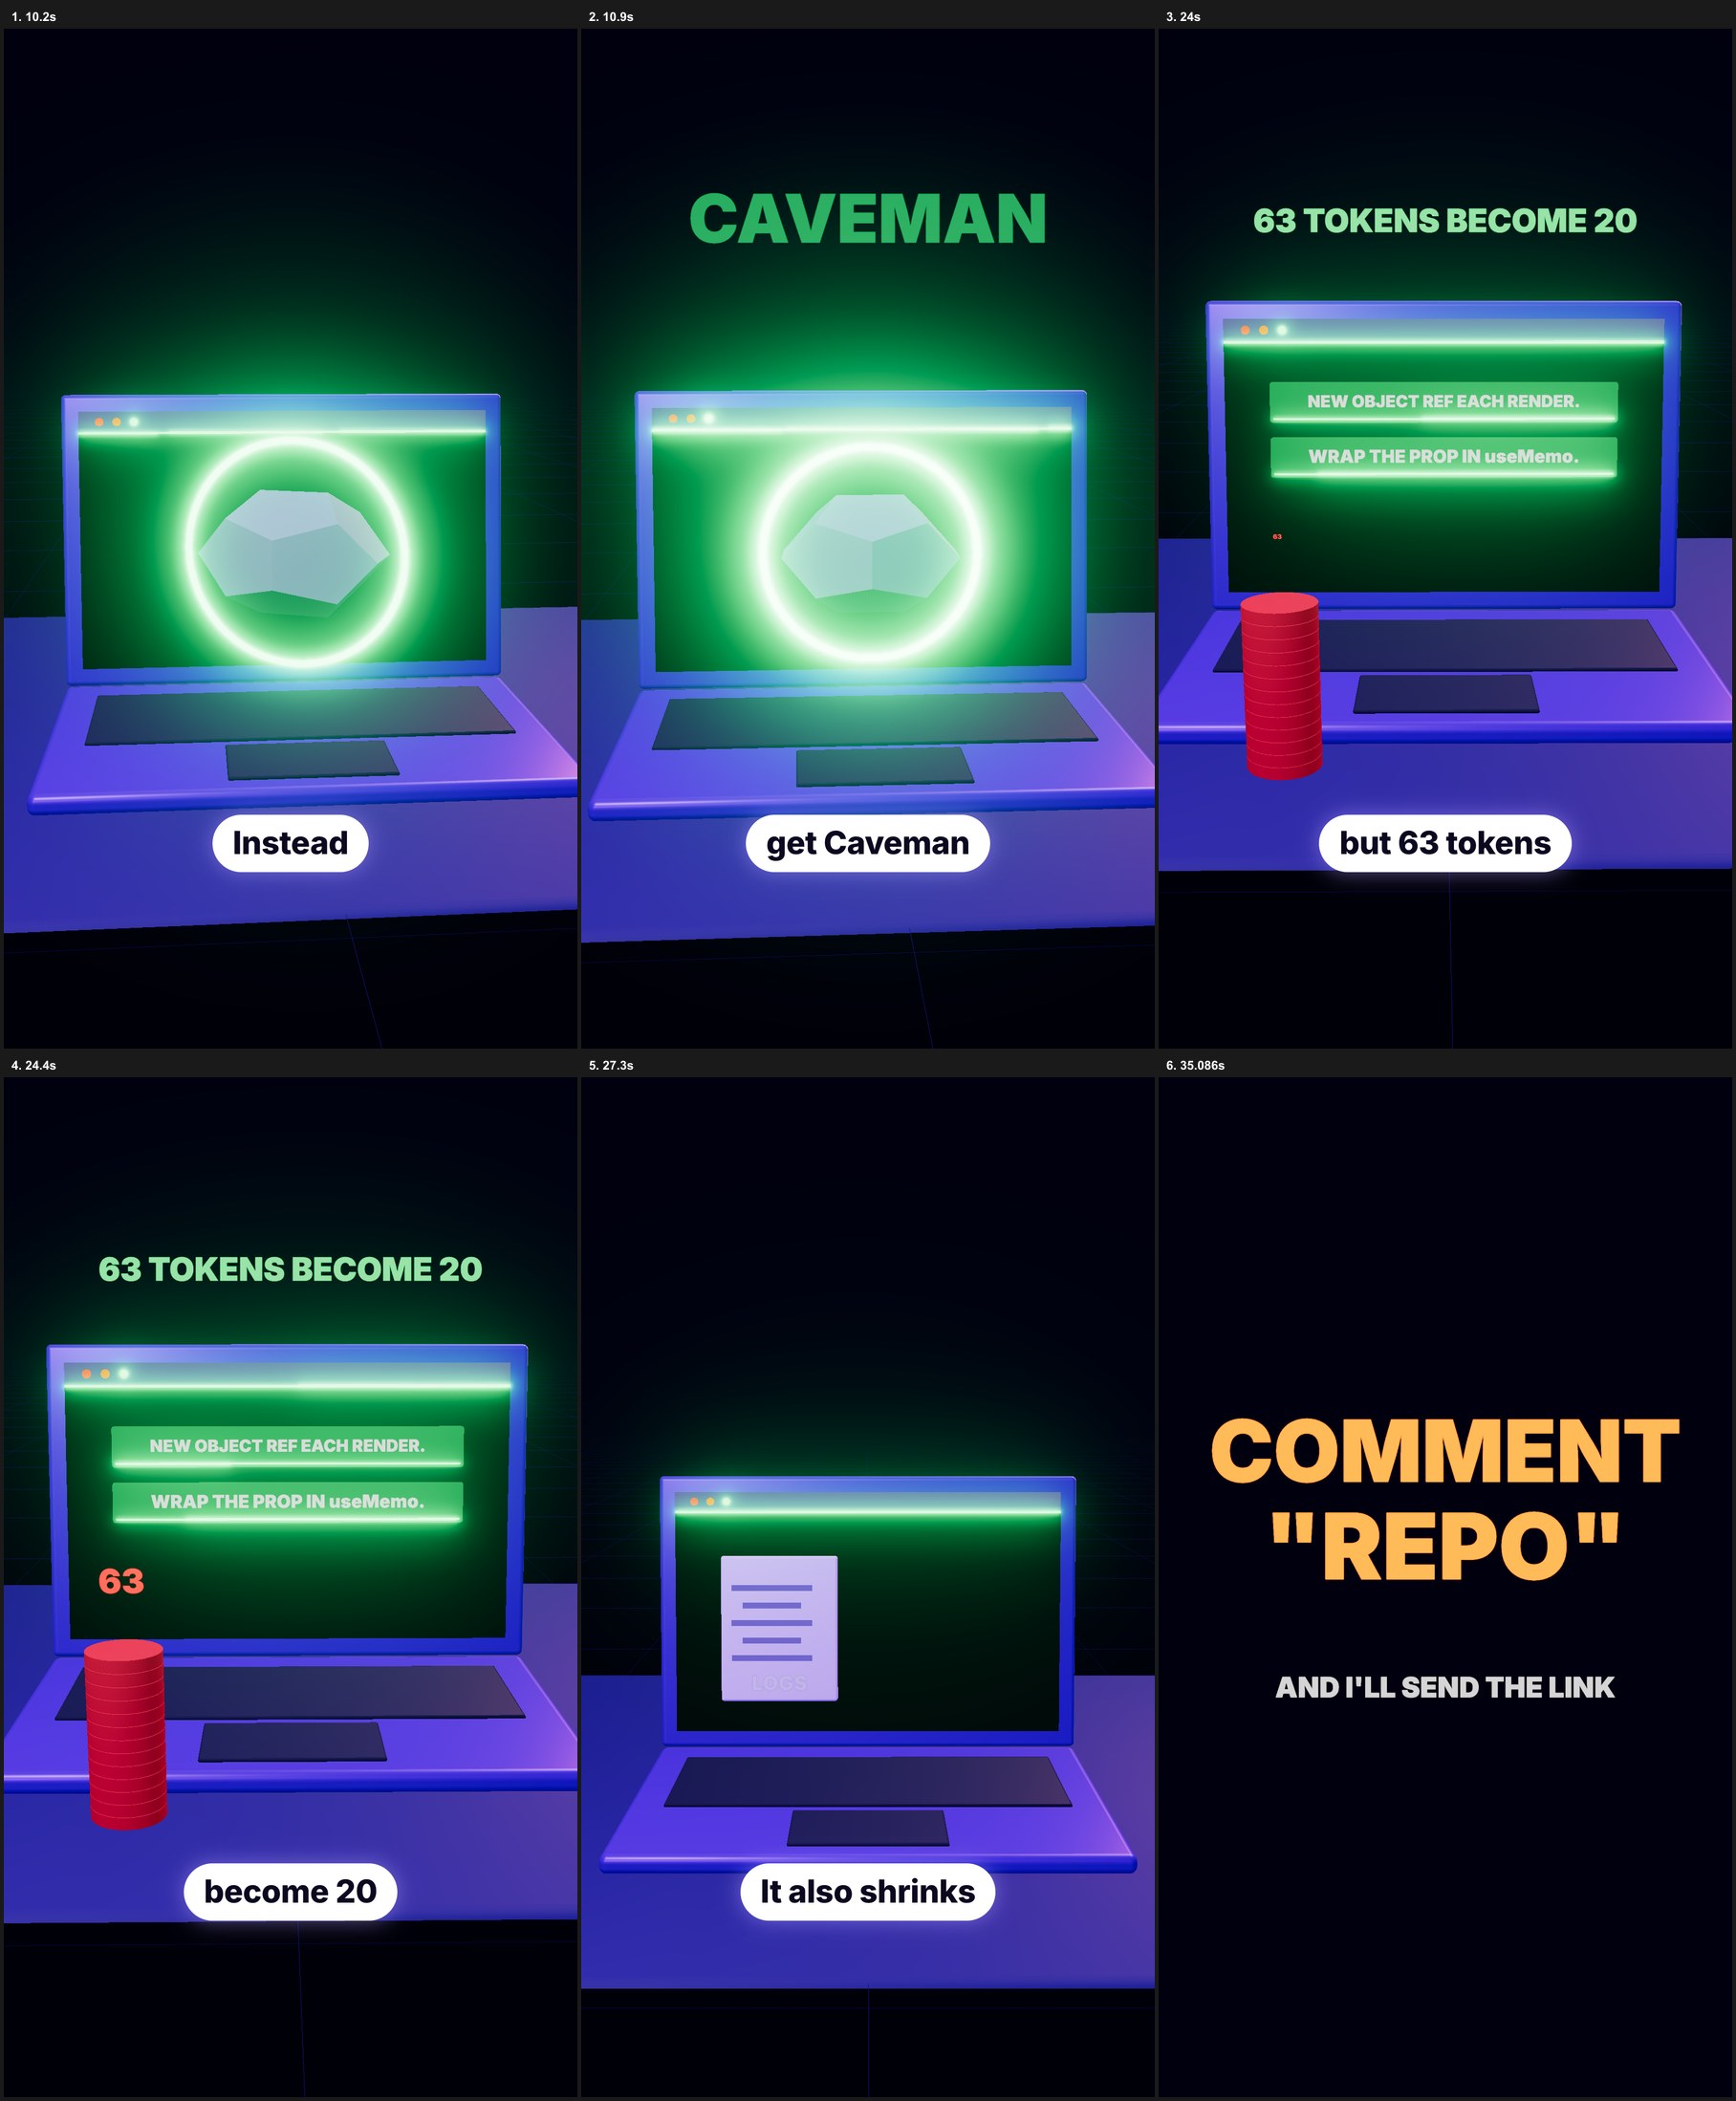 1. 10.2s
2. 10.9s
3. 24s
Instead
CAVEMAN
get Caveman
63 TOKENS BECOME 20
NEW OBJECT REF EACH RENDER.
WRAP THE PROP IN useMemo.
63
but 63 tokens
4. 24.4s
5. 27.3s
6. 35.086s
63 TOKENS BECOME 20
NEW OBJECT REF EACH RENDER.
WRAP THE PROP IN useMemo.
63
become 20
LOGS
It also shrinks
COMMENT
"REPO"
AND I'LL SEND THE LINK